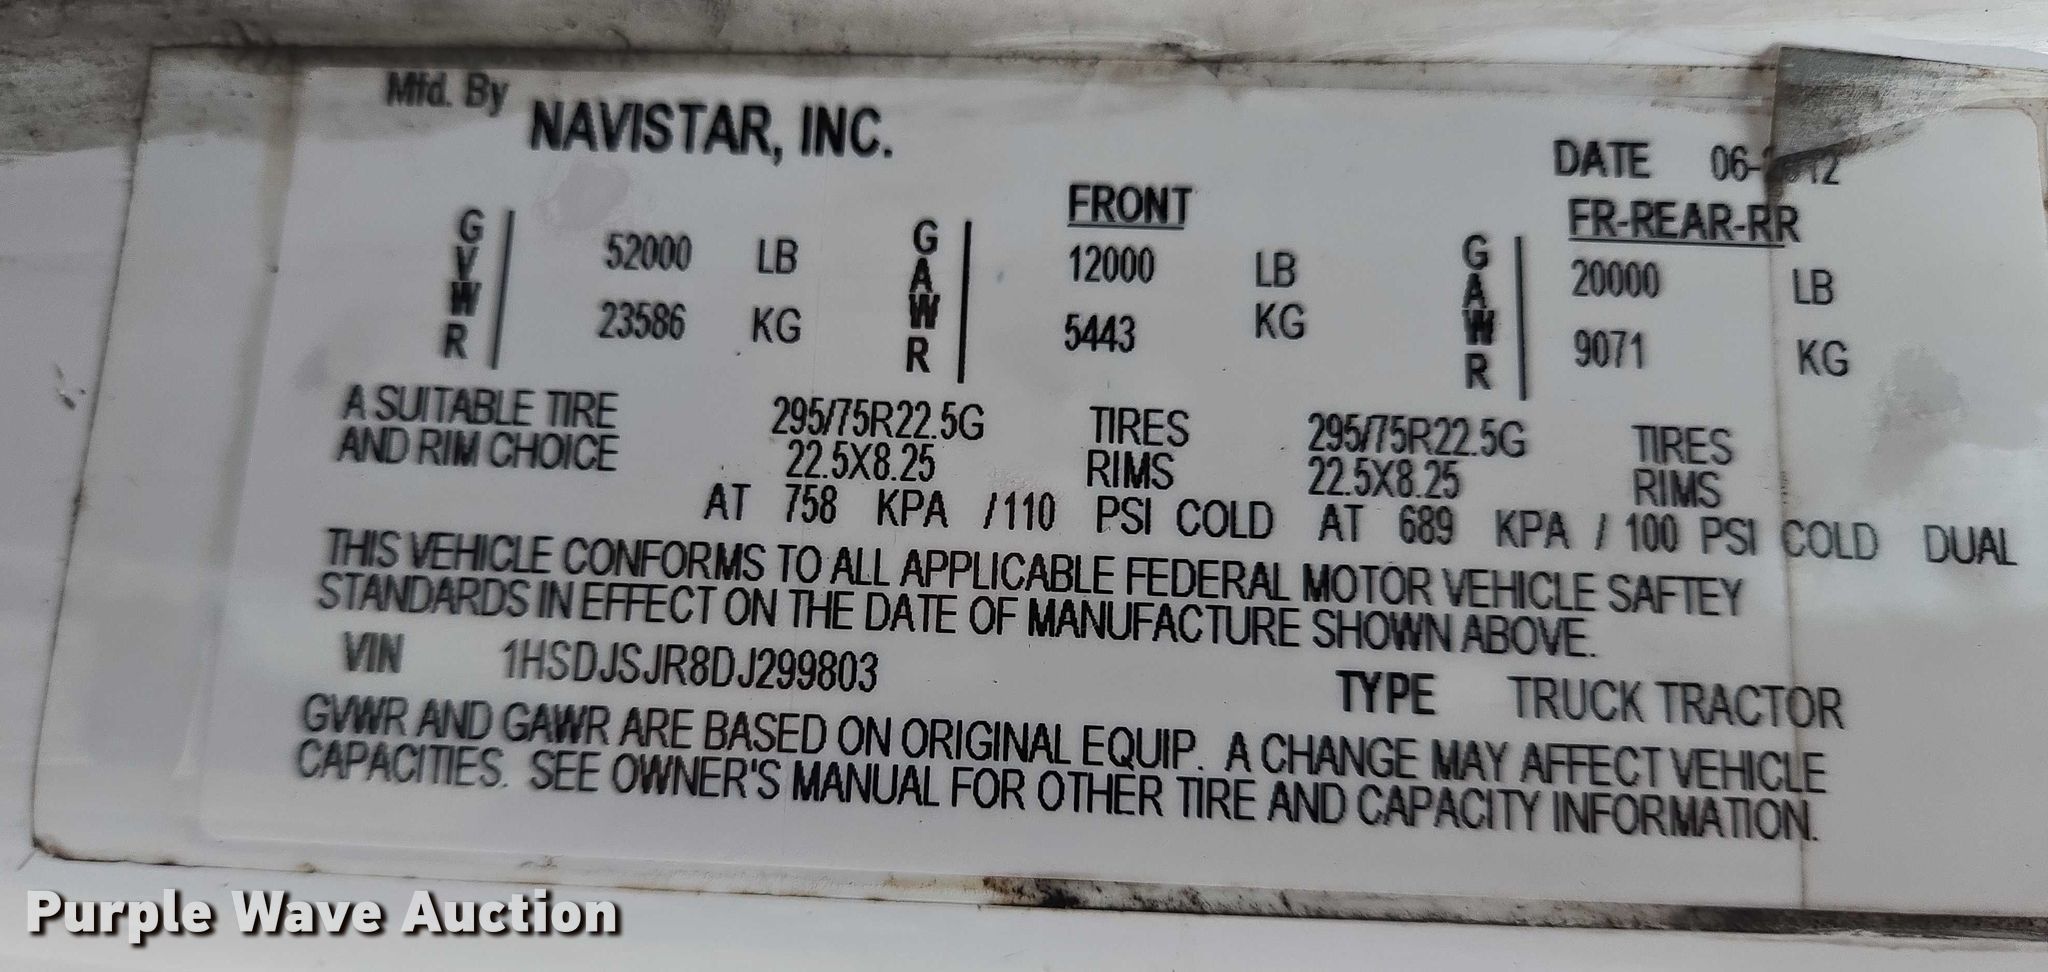 Mfd. By NAVISTAR, INC.
DATE 06-
FRONT FR-REAR-RR
GVWR 52000 LB GAWR 12000 LB GAWR 20000 LB
23586 KG 5443 KG 9071 KG
A SUITABLE TIRE 295/75R22.5G TIRES 295/75R22.5G TIRES
AND RIM CHOICE 22.5X8.25 RIMS 22.5X8.25 RIMS
AT 758 KPA /110 PSI COLD AT 689 KPA / 100 PSI COLD DUAL
THIS VEHICLE CONFORMS TO ALL APPLICABLE FEDERAL MOTOR VEHICLE SAFTEY
STANDARDS IN EFFECT ON THE DATE OF MANUFACTURE SHOWN ABOVE.
VIN 1HSDJSJR8DJ299803 TYPE TRUCK TRACTOR
GVWR AND GAWR ARE BASED ON ORIGINAL EQUIP. A CHANGE MAY AFFECT VEHICLE
CAPACITIES. SEE OWNER'S MANUAL FOR OTHER TIRE AND CAPACITY INFORMATION.
Purple Wave Auction